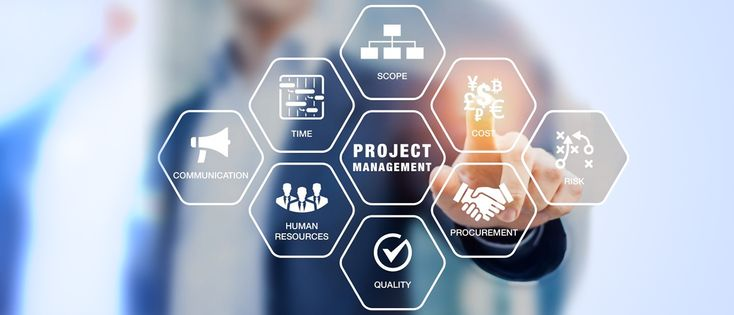 SCOPE
TIME
COST
COMMUNICATION
PROJECT
MANAGEMENT
RISK
HUMAN
RESOURCES
PROCUREMENT
QUALITY